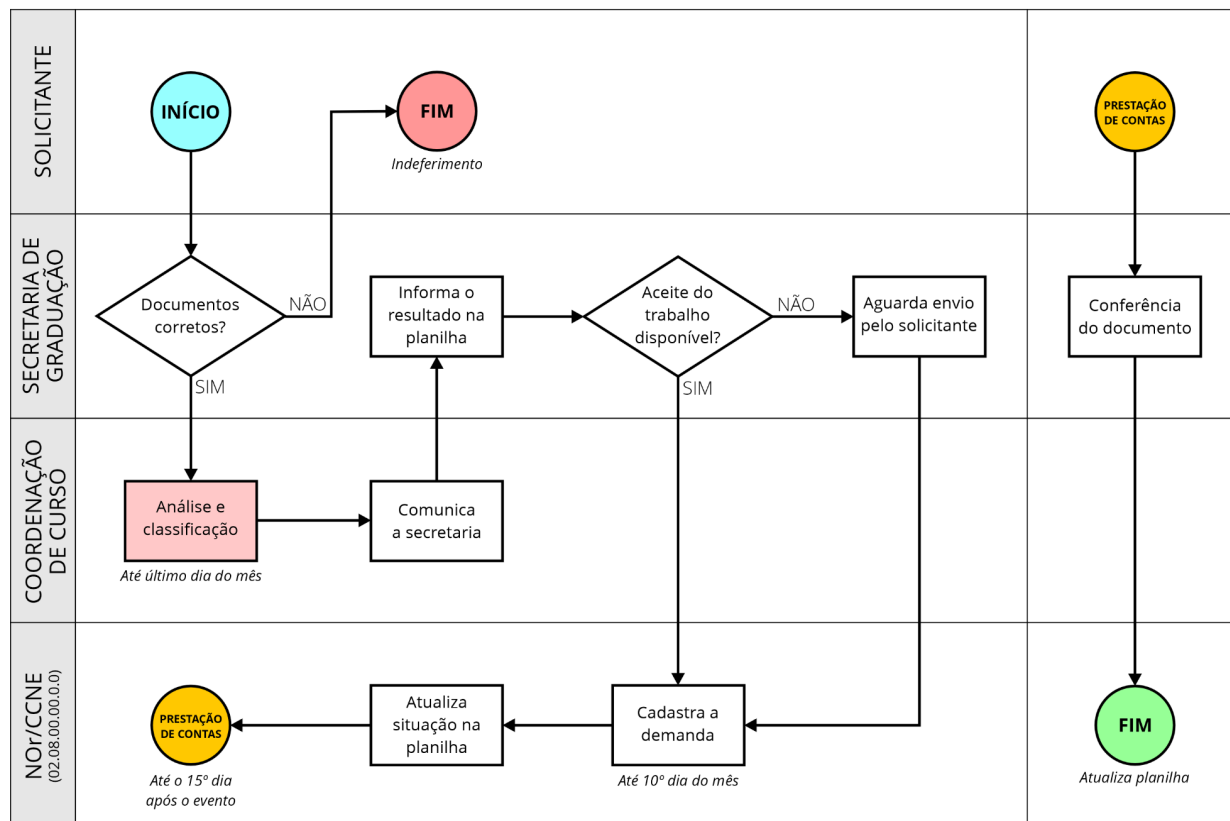 SOLICITANTE
INÍCIO
FIM
Indeferimento
PRESTAÇÃO
DE CONTAS
SECRETARIA DE
GRADUAÇÃO
Documentos
corretos?
NÃO
SIM
Informa o
resultado na
planilha
Aceite do
trabalho
disponível?
NÃO
SIM
Aguarda envio
pelo solicitante
Conferência
do documento
COORDENAÇÃO
DE CURSO
Análise e
classificação
Até último dia do mês
Comunica
a secretaria
NOr/CCNE
(02.08.00.00.0.0)
PRESTAÇÃO
DE CONTAS
Até o 15º dia
após o evento
Atualiza
situação na
planilha
Cadastra a
demanda
Até 10º dia do mês
FIM
Atualiza planilha